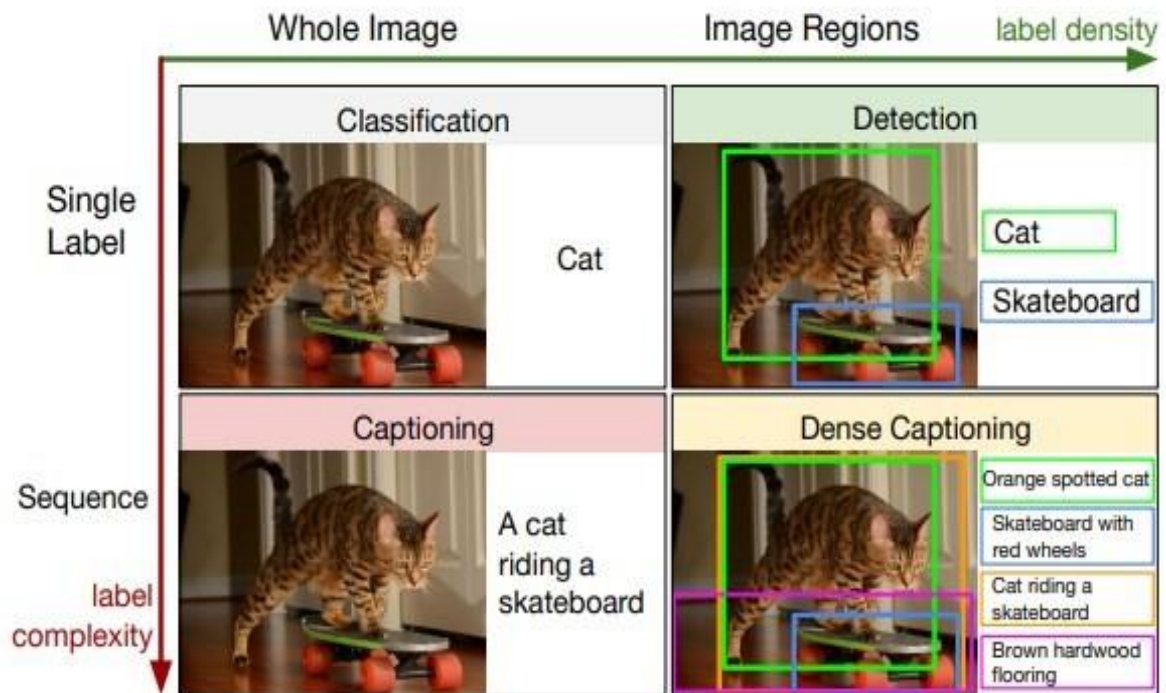 Whole Image
Image Regions
label density
Single
Label
Classification
Cat
Detection
Cat
Skateboard
Sequence
label
complexity
Captioning
A cat
riding a
skateboard
Dense Captioning
Orange spotted cat
Skateboard with
red wheels
Cat riding a
skateboard
Brown hardwood
flooring